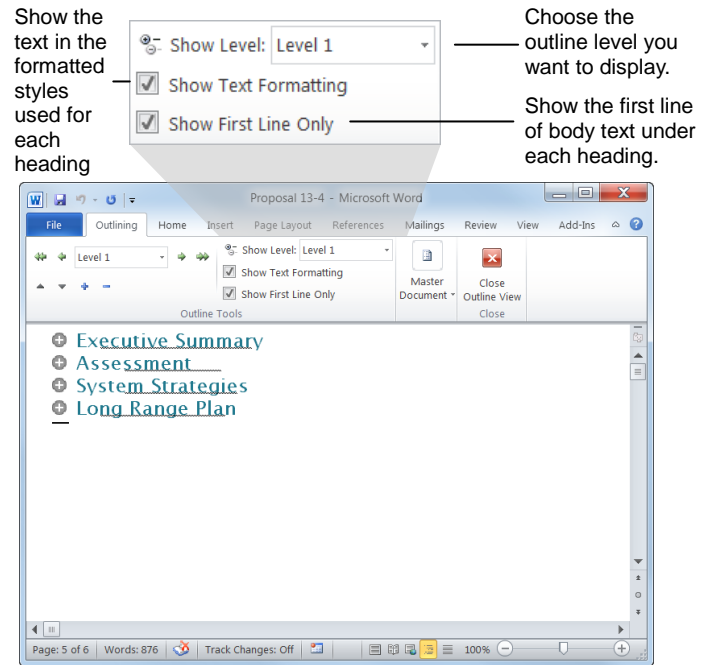 Show the
text in the
formatted
styles
used for
each
heading
Show Level: Level 1
Show Text Formatting
Show First Line Only
Choose the
outline level you
want to display.
Show the first line
of body text under
each heading.
Proposal 13-4 - Microsoft Word
File Outlining Home Insert Page Layout References Mailings Review View Add-Ins
Level 1
Show Level: Level 1
Show Text Formatting
Show First Line Only
Outline Tools
Master
Document
Close
Outline View
Close
Executive Summary
Assessment
System Strategies
Long Range Plan
Page: 5 of 6 Words: 876 Track Changes: Off 100%